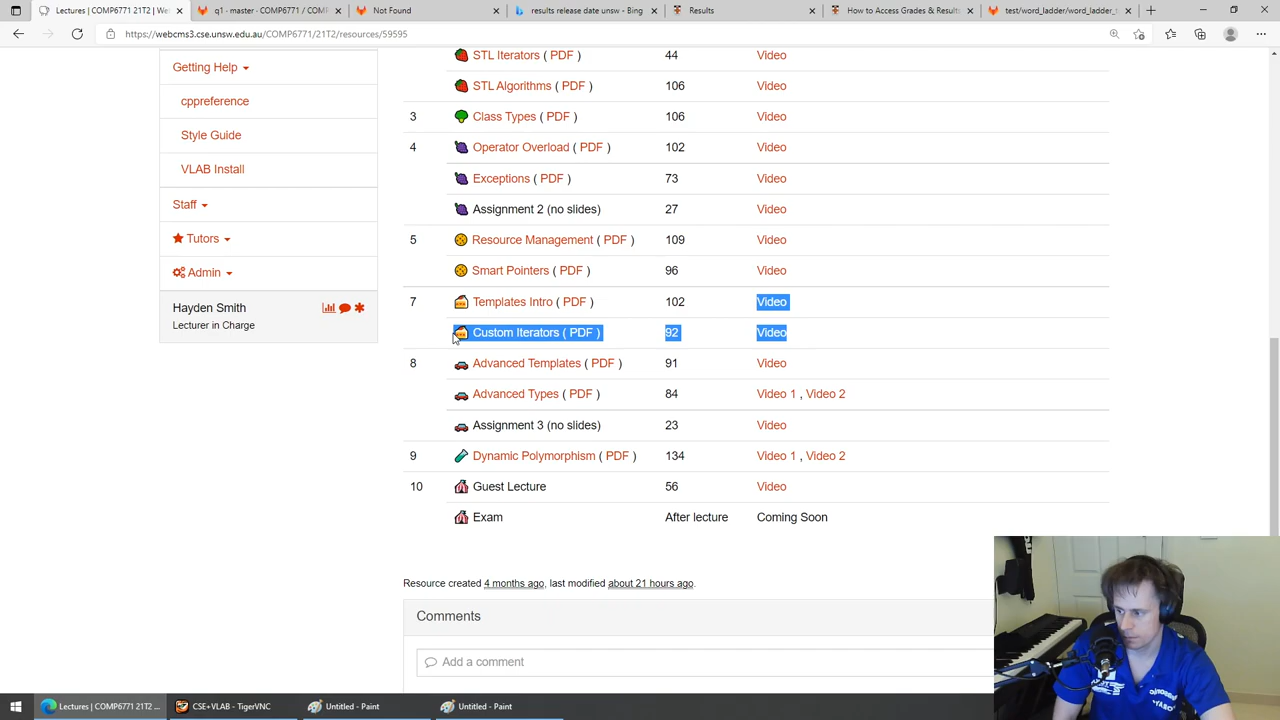 Lectures | COMP6771 21T2 | We
q1 · master · COMP6771 / COMP
Not Found
results release date unsw - Bing
Results
How to Access Grades & Results
test/word_ladder/word_ladder_t
https://webcms3.cse.unsw.edu.au/COMP6771/21T2/resources/59595
Getting Help
cppreference
Style Guide
VLAB Install
Staff
Tutors
Admin
Hayden Smith
Lecturer in Charge
STL Iterators ( PDF ) 44 Video
STL Algorithms ( PDF ) 106 Video
3 Class Types ( PDF ) 106 Video
4 Operator Overload ( PDF ) 102 Video
Exceptions ( PDF ) 73 Video
Assignment 2 (no slides) 27 Video
5 Resource Management ( PDF ) 109 Video
Smart Pointers ( PDF ) 96 Video
7 Templates Intro ( PDF ) 102 Video
Custom Iterators ( PDF ) 92 Video
8 Advanced Templates ( PDF ) 91 Video
Advanced Types ( PDF ) 84 Video 1 , Video 2
Assignment 3 (no slides) 23 Video
9 Dynamic Polymorphism ( PDF ) 134 Video 1 , Video 2
10 Guest Lecture 56 Video
Exam After lecture Coming Soon
Resource created 4 months ago, last modified about 21 hours ago.
Comments
Add a comment
Lectures | COMP6771 21T2 ...
CSE+VLAB - TigerVNC
Untitled - Paint
Untitled - Paint